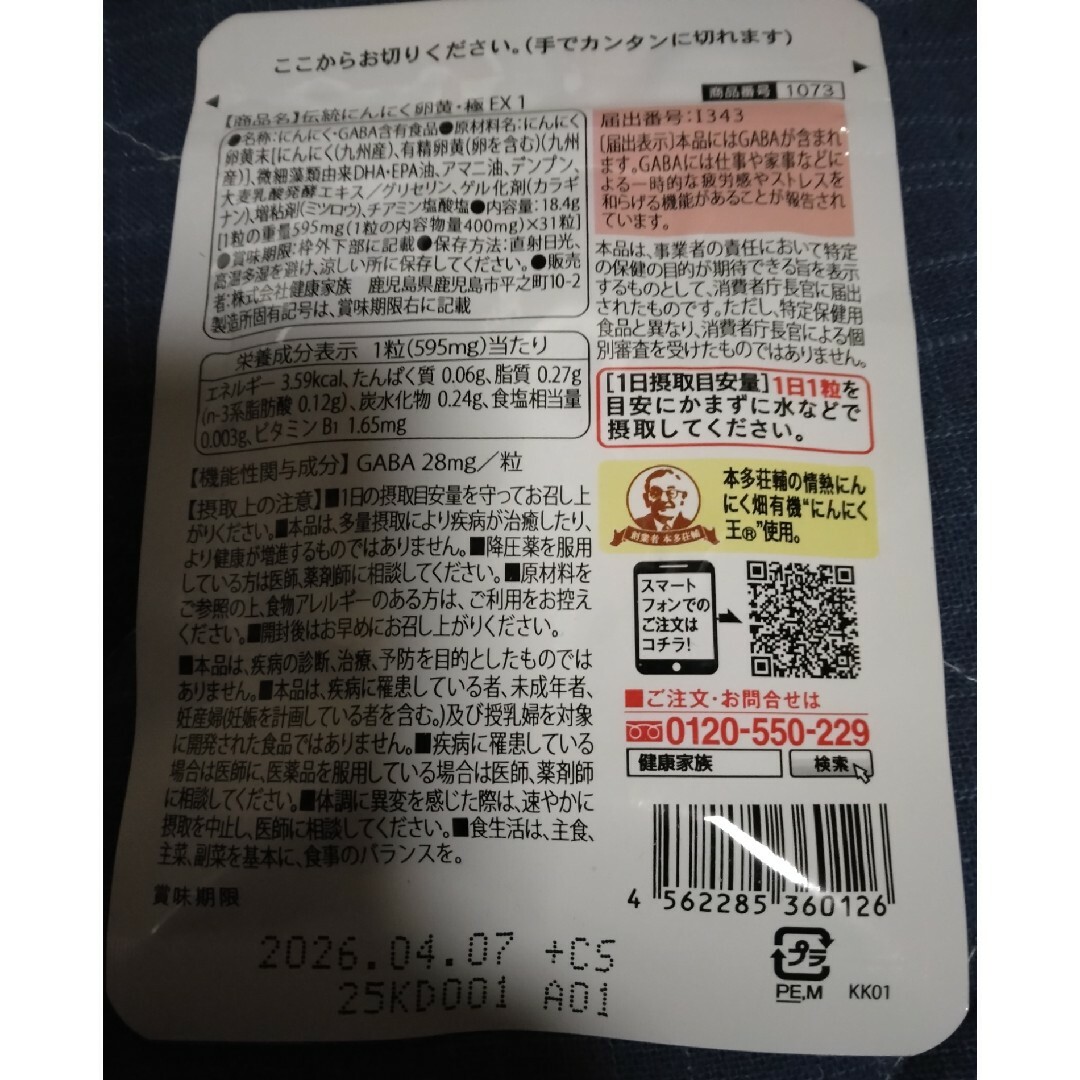 ここからお切りください。(手でカンタンに切れます)
商品番号 1073
【商品名】伝統にんにく卵黄・極 EX 1
●名称:にんにく・GABA含有食品●原材料名:にんにく
卵黄末[にんにく(九州産)、有精卵黄(卵を含む)(九州
産)]、微細藻類由来DHA・EPA油、アマニ油、デンプン、
大麦乳酸発酵エキス/グリセリン、ゲル化剤(カラギ
ナン)、増粘剤(ミツロウ)、チアミン塩酸塩●内容量:18.4g
[1粒の重量595mg(1粒の内容物量400mg)×31粒]
●賞味期限:枠外下部に記載●保存方法:直射日光、
高温多湿を避け、涼しい所に保存してください。●販売
者:株式会社健康家族 鹿児島県鹿児島市平之町10-2
製造所固有記号は、賞味期限右に記載
栄養成分表示 1粒(595mg)当たり
エネルギー 3.59kcal、たんぱく質 0.06g、脂質 0.27g
(n-3系脂肪酸 0.12g)、炭水化物 0.24g、食塩相当量
0.003g、ビタミンB1 1.65mg
【機能性関与成分】GABA 28mg/粒
【摂取上の注意】■1日の摂取目安量を守ってお召し上
がりください。■本品は、多量摂取により疾病が治癒したり、
より健康が増進するものではありません。■降圧薬を服用
している方は医師、薬剤師に相談してください。■原材料を
ご参照の上、食物アレルギーのある方は、ご利用をお控え
ください。■開封後はお早めにお召し上がりください。
■本品は、疾病の診断、治療、予防を目的としたものでは
ありません。■本品は、疾病に罹患している者、未成年者、
妊産婦(妊娠を計画している者を含む。)及び授乳婦を対象
に開発された食品ではありません。■疾病に罹患している
場合は医師に、医薬品を服用している場合は医師、薬剤師
に相談してください。■体調に異変を感じた際は、速やかに
摂取を中止し、医師に相談してください。■食生活は、主食、
主菜、副菜を基本に、食事のバランスを。
届出番号:I343
[届出表示]本品にはGABAが含まれ
ます。GABAには仕事や家事などに
よる一時的な疲労感やストレスを
和らげる機能があることが報告され
ています。
本品は、事業者の責任において特定
の保健の目的が期待できる旨を表示
するものとして、消費者庁長官に届出
されたものです。ただし、特定保健用
食品と異なり、消費者庁長官による個
別審査を受けたものではありません。
[1日摂取目安量]1日1粒を
目安にかまずに水などで
摂取してください。
創業者 本多荘輔
本多荘輔の情熱にん
にく畑有機“にんにく
王®”使用。
スマート
フォンでの
ご注文は
コチラ!
■ご注文・お問合せは
0120-550-229
健康家族 検索
4 562285 360126
賞味期限
2026.04.07 +CS
25KD001 A01
プラ
PE,M KK01